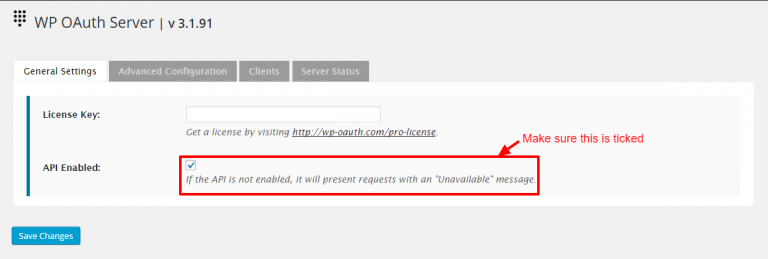 WP OAuth Server | v 3.1.91
General Settings Advanced Configuration Clients Server Status
License Key:
Get a license by visiting http://wp-oauth.com/pro-license.
Make sure this is ticked
API Enabled:
If the API is not enabled, it will present requests with an "Unavailable" message.
Save Changes